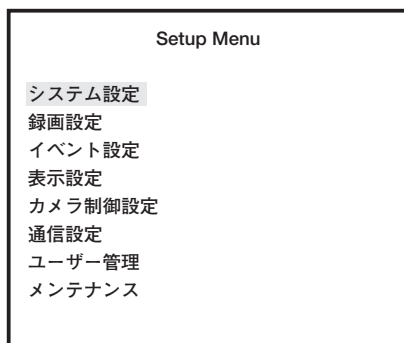 Setup Menu
システム設定
録画設定
イベント設定
表示設定
カメラ制御設定
通信設定
ユーザー管理
メンテナンス